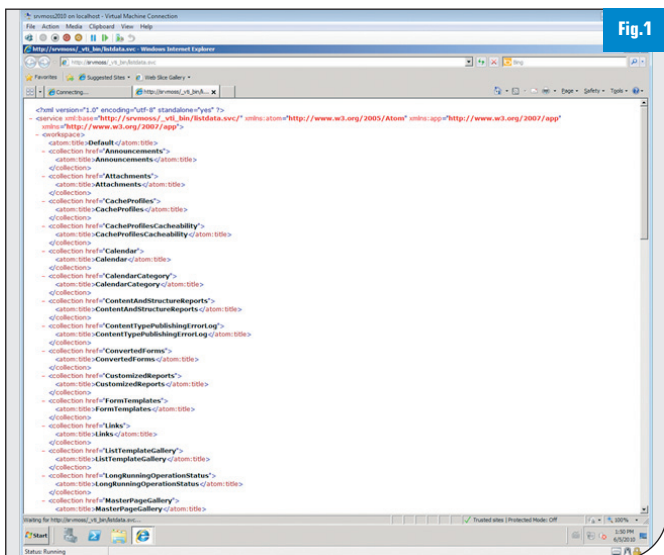 srvmoss2010 on localhost - Virtual Machine Connection
Fig.1
File Action Media Clipboard View Help
http://srvmoss/_vti_bin/listdata.svc - Windows Internet Explorer
http://srvmoss/_vti_bin/listdata.svc
Bing
Favorites Suggested Sites Web Slice Gallery
Connecting... http://srvmoss/_vti_bin/l... x Page Safety Tools
<?xml version="1.0" encoding="utf-8" standalone="yes" ?>
- <service xml:base="http://srvmoss/_vti_bin/listdata.svc/" xmlns:atom="http://www.w3.org/2005/Atom" xmlns:app="http://www.w3.org/2007/app"
xmlns="http://www.w3.org/2007/app">
- <workspace>
<atom:title>Default</atom:title>
- <collection href="Announcements">
<atom:title>Announcements</atom:title>
</collection>
- <collection href="Attachments">
<atom:title>Attachments</atom:title>
</collection>
- <collection href="CacheProfiles">
<atom:title>CacheProfiles</atom:title>
</collection>
- <collection href="CacheProfilesCacheability">
<atom:title>CacheProfilesCacheability</atom:title>
</collection>
- <collection href="Calendar">
<atom:title>Calendar</atom:title>
</collection>
- <collection href="CalendarCategory">
<atom:title>CalendarCategory</atom:title>
</collection>
- <collection href="ContentAndStructureReports">
<atom:title>ContentAndStructureReports</atom:title>
</collection>
- <collection href="ContentTypePublishingErrorLog">
<atom:title>ContentTypePublishingErrorLog</atom:title>
</collection>
- <collection href="ConvertedForms">
<atom:title>ConvertedForms</atom:title>
</collection>
- <collection href="CustomizedReports">
<atom:title>CustomizedReports</atom:title>
</collection>
- <collection href="FormTemplates">
<atom:title>FormTemplates</atom:title>
</collection>
- <collection href="Links">
<atom:title>Links</atom:title>
</collection>
- <collection href="ListTemplateGallery">
<atom:title>ListTemplateGallery</atom:title>
</collection>
- <collection href="LongRunningOperationStatus">
<atom:title>LongRunningOperationStatus</atom:title>
</collection>
- <collection href="MasterPageGallery">
<atom:title>MasterPageGallery</atom:title>
</collection>
Waiting for http://srvmoss/_vti_bin/listdata.svc... Trusted sites | Protected Mode: Off 100%
Start 1:50 PM
6/5/2010
Status: Running